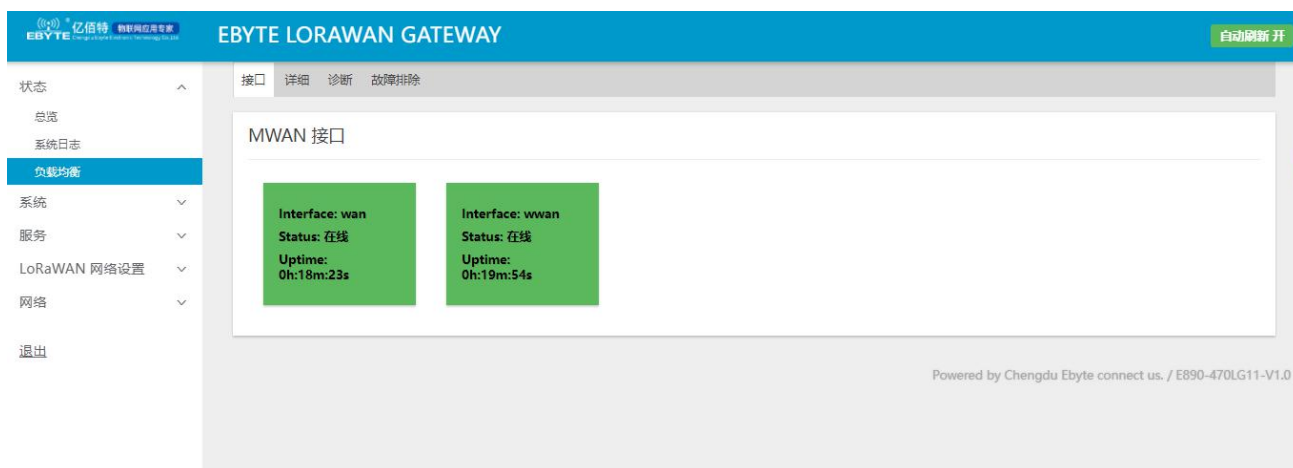 EBYTE 亿佰特 物联网应用专家
EBYTE LORAWAN GATEWAY
自动刷新 开
状态
总览
系统日志
负载均衡
系统
服务
LoRaWAN 网络设置
网络
退出
接口 详细 诊断 故障排除
MWAN 接口
Interface: wan
Status: 在线
Uptime:
0h:18m:23s
Interface: wwan
Status: 在线
Uptime:
0h:19m:54s
Powered by Chengdu Ebyte connect us. / E890-470LG11-V1.0